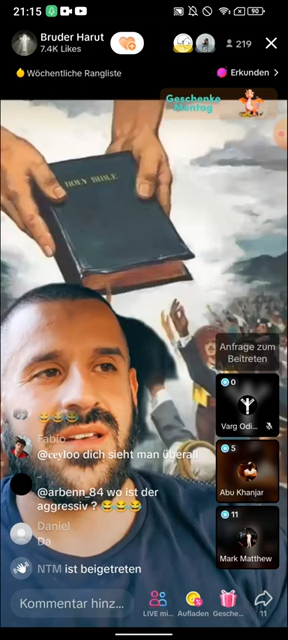 21:15
90
Bruder Harut
7.4K Likes
219
Wöchentliche Rangliste
Erkunden >
Geschenke
Montag
HOLY BIBLE
Anfrage zum
Beitreten
0
Varg Odi...
5
Abu Khanjar
11
Mark Matthew
Fabio
@ceyloo dich sieht man überall
@arbenn_84 wo ist der
aggressiv ? 😂😂😂
Daniel
Da
NTM ist beigetreten
Kommentar hinz...
LIVE mi...
Aufladen
Gesche...
11